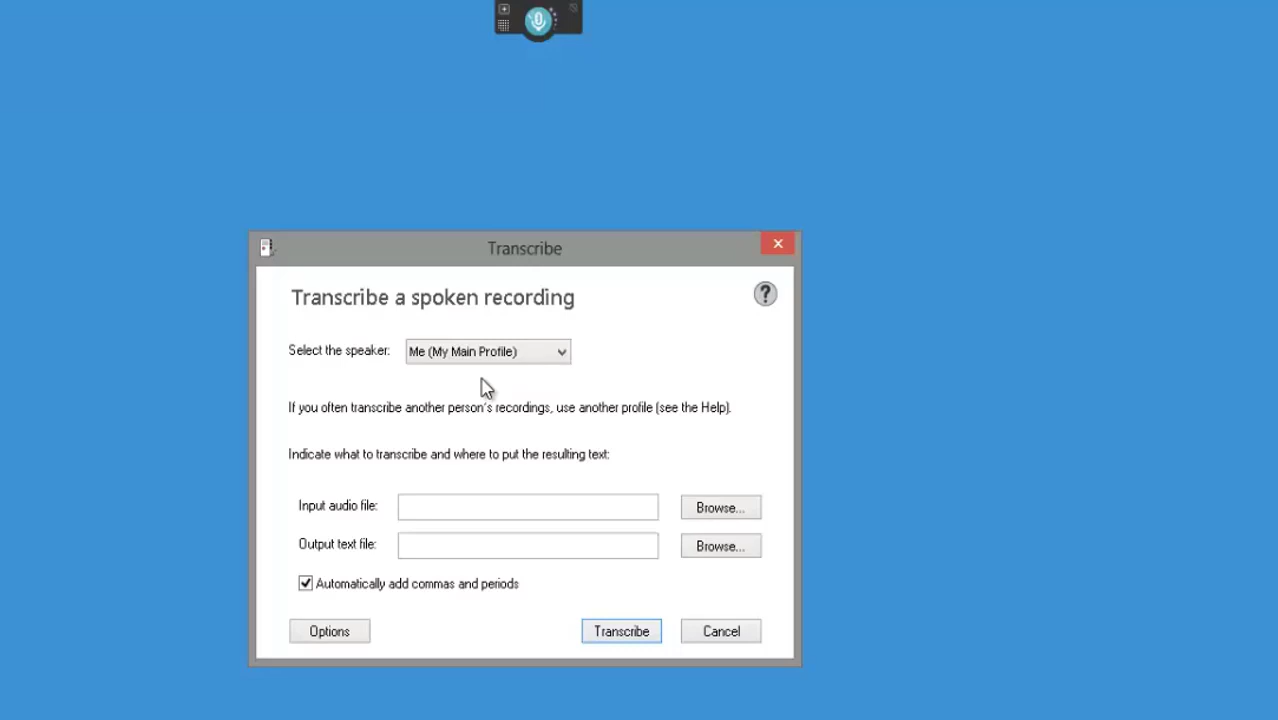 Transcribe
Transcribe a spoken recording
Select the speaker: Me (My Main Profile)
If you often transcribe another person's recordings, use another profile (see the Help).
Indicate what to transcribe and where to put the resulting text:
Input audio file: Browse...
Output text file: Browse...
Automatically add commas and periods
Options Transcribe Cancel